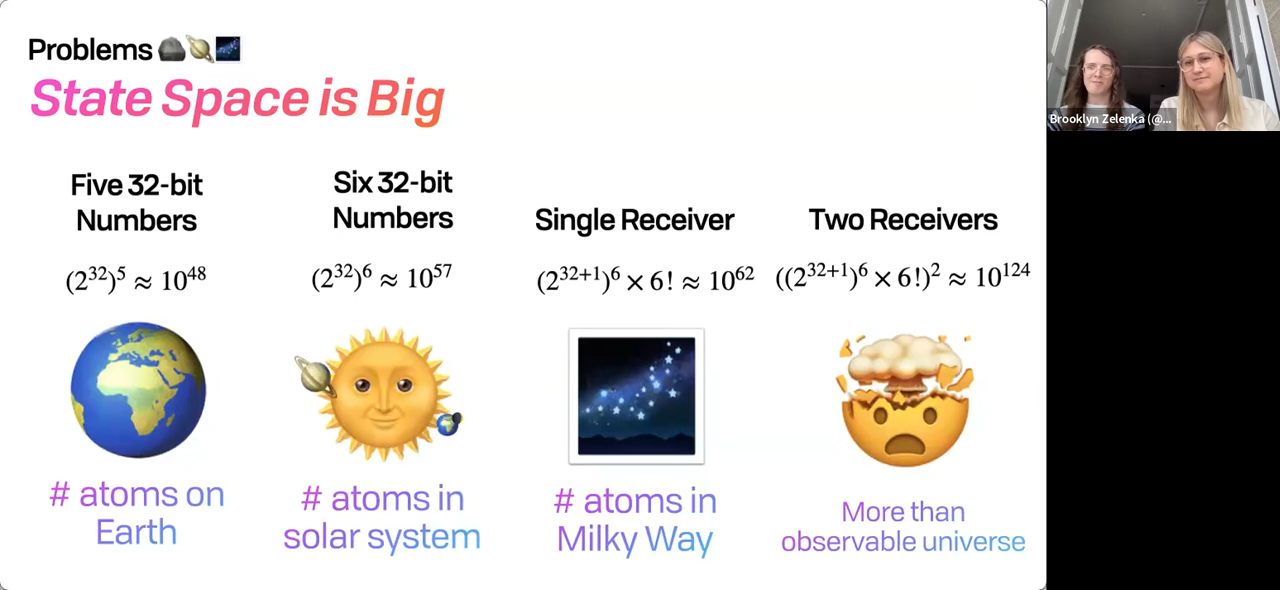 Problems 🪨🪐🌌
State Space is Big
Five 32-bit
Numbers
(2³²)⁵ ≈ 10⁴⁸
# atoms on
Earth
Six 32-bit
Numbers
(2³²)⁶ ≈ 10⁵⁷
# atoms in
solar system
Single Receiver
(2³²⁺¹)⁶ × 6! ≈ 10⁶²
# atoms in
Milky Way
Two Receivers
((2³²⁺¹)⁶ × 6!)² ≈ 10¹²⁴
More than
observable universe
Brooklyn Zelenka (@...